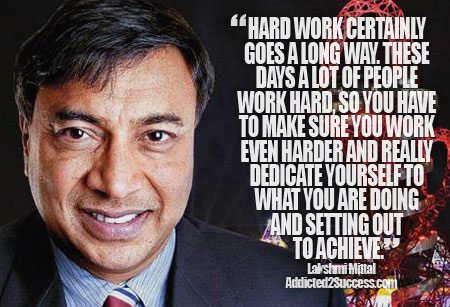 “HARD WORK CERTAINLY
GOES A LONG WAY. THESE
DAYS A LOT OF PEOPLE
WORK HARD, SO YOU HAVE
TO MAKE SURE YOU WORK
EVEN HARDER AND REALLY
DEDICATE YOURSELF TO
WHAT YOU ARE DOING
AND SETTING OUT
TO ACHIEVE.”
Lakshmi Mittal
Addicted2Success.com